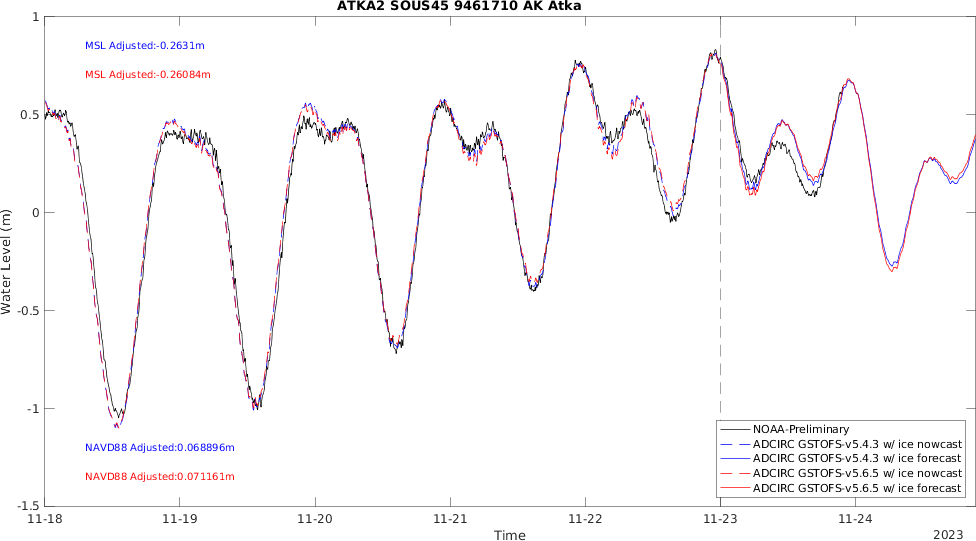 ATKA2 SOUS45 9461710 AK Atka
MSL Adjusted:-0.2631m
MSL Adjusted:-0.26084m
NAVD88 Adjusted:0.068896m
NAVD88 Adjusted:0.071161m
Water Level (m)
1
0.5
0
-0.5
-1
-1.5
NOAA-Preliminary
ADCIRC GSTOFS-v5.4.3 w/ ice nowcast
ADCIRC GSTOFS-v5.4.3 w/ ice forecast
ADCIRC GSTOFS-v5.6.5 w/ ice nowcast
ADCIRC GSTOFS-v5.6.5 w/ ice forecast
11-18 11-19 11-20 11-21 11-22 11-23 11-24
Time
2023